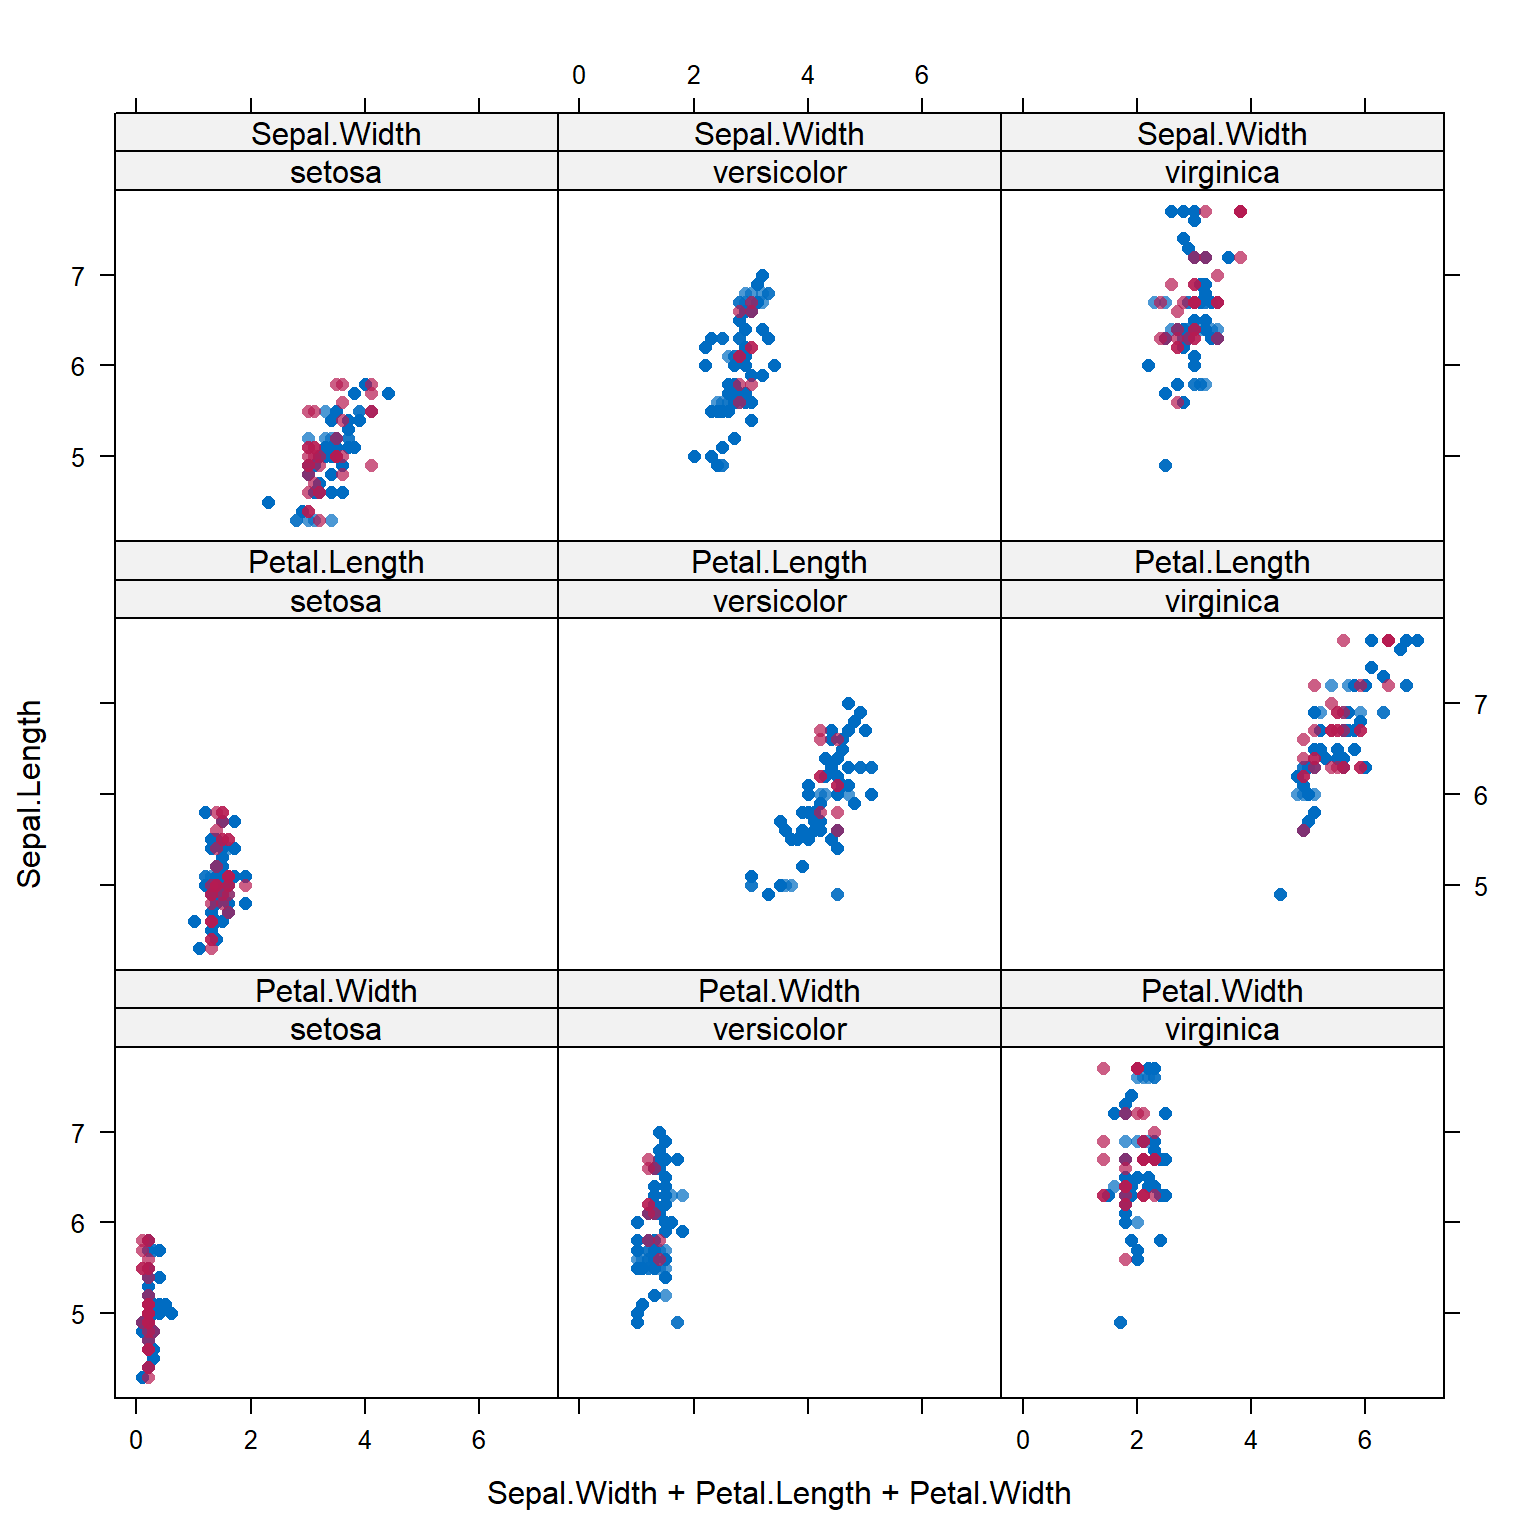 0 2 4 6
Sepal.Width Sepal.Width Sepal.Width
setosa versicolor virginica
7
6
5
Petal.Length Petal.Length Petal.Length
setosa versicolor virginica
7
6
5
Sepal.Length
Petal.Width Petal.Width Petal.Width
setosa versicolor virginica
7
6
5
0 2 4 6 0 2 4 6
Sepal.Width + Petal.Length + Petal.Width